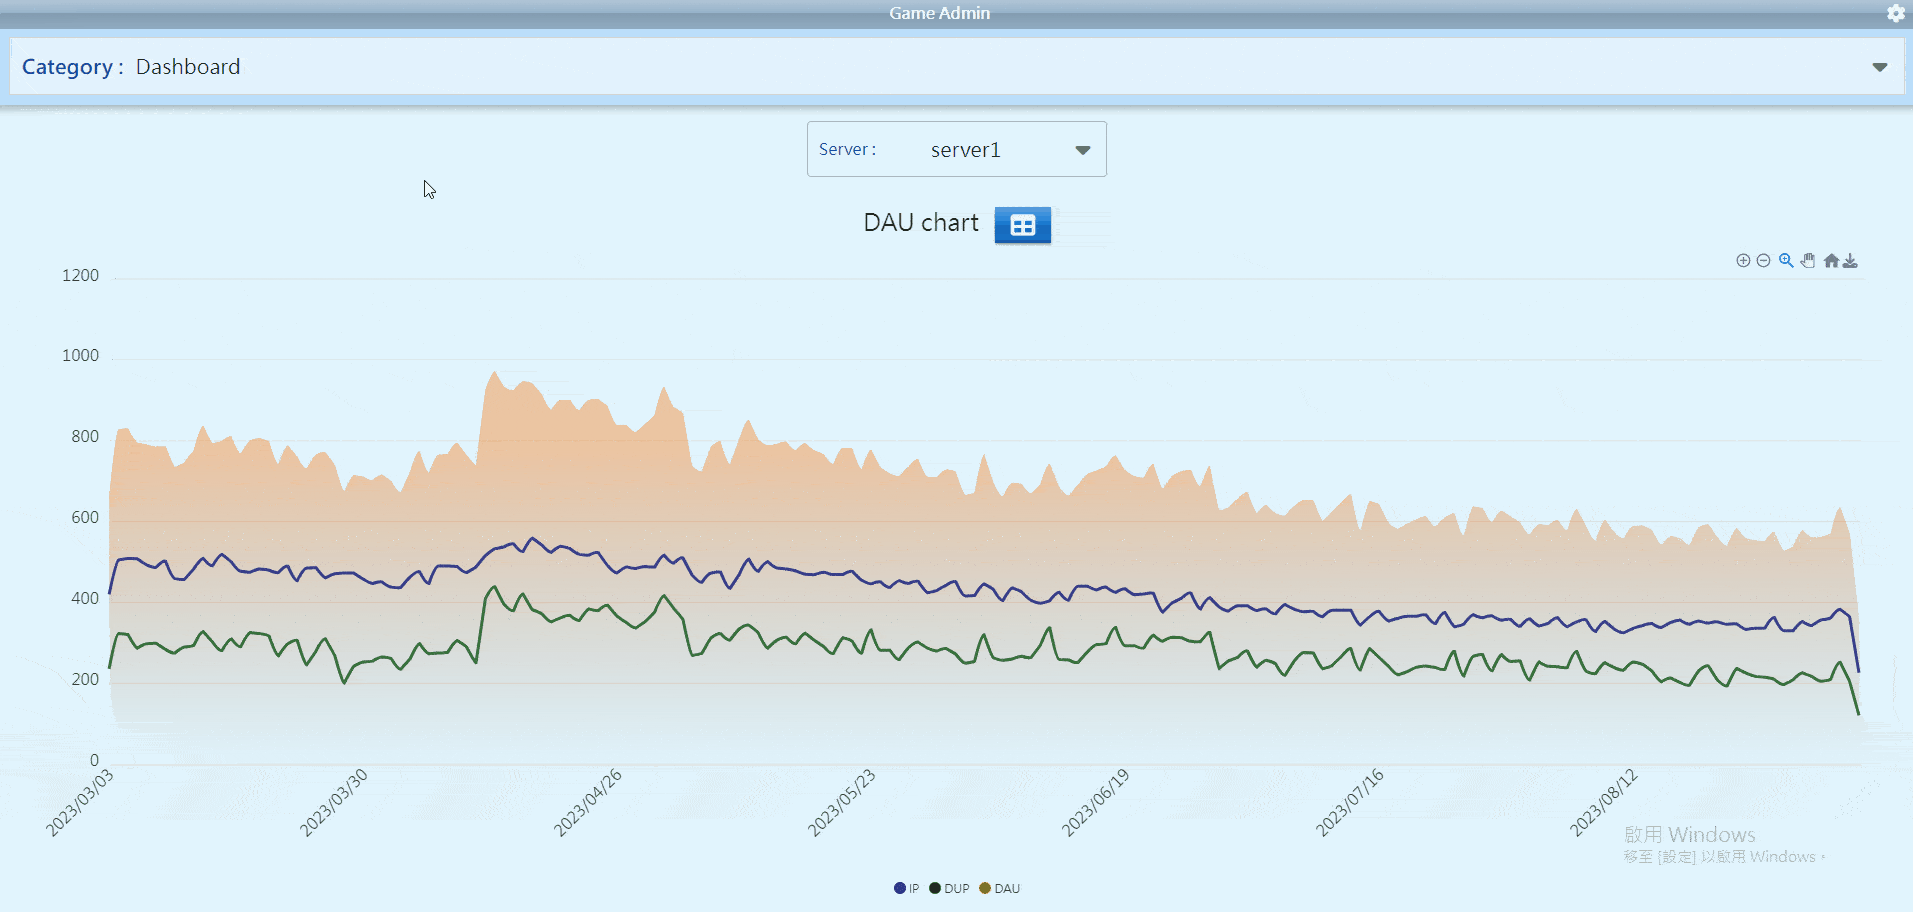 Game Admin
Category : Dashboard
Server : server1
DAU chart
1200
1000
800
600
400
200
0
2023/03/03
2023/03/30
2023/04/26
2023/05/23
2023/06/19
2023/07/16
2023/08/12
啟用 Windows
移至 [設定] 以啟用 Windows。
IP DUP DAU